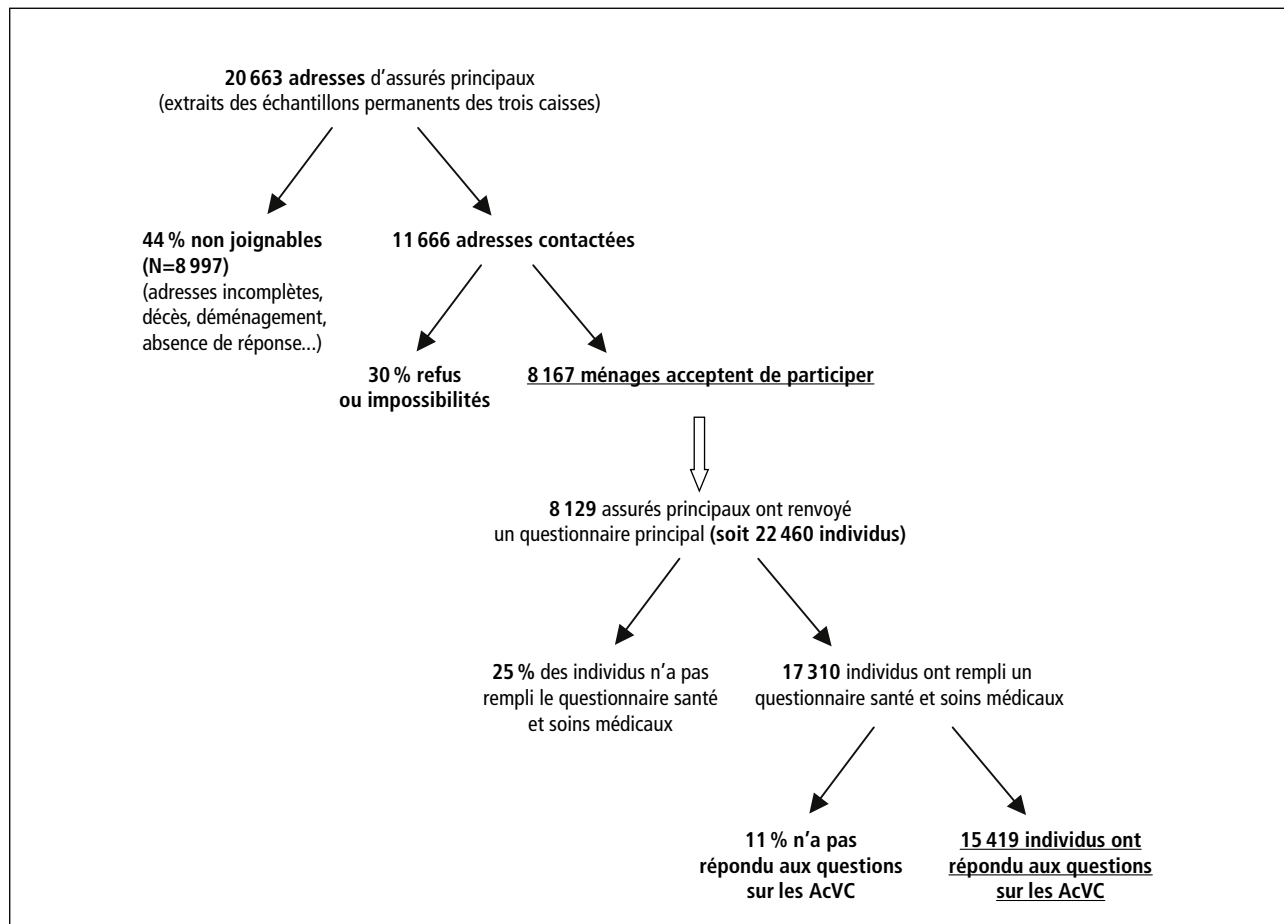 20 663 adresses d'assurés principaux
(extraits des échantillons permanents des trois caisses)
44 % non joignables
(N=8 997)
(adresses incomplètes,
décès, déménagement,
absence de réponse...)
11 666 adresses contactées
30 % refus
ou impossibilités
8 167 ménages acceptent de participer
8 129 assurés principaux ont renvoyé
un questionnaire principal (soit 22 460 individus)
25 % des individus n'a pas
rempli le questionnaire santé
et soins médicaux
17 310 individus ont rempli un
questionnaire santé et soins médicaux
11 % n'a pas
répondu aux questions
sur les AcVC
15 419 individus ont
répondu aux questions
sur les AcVC